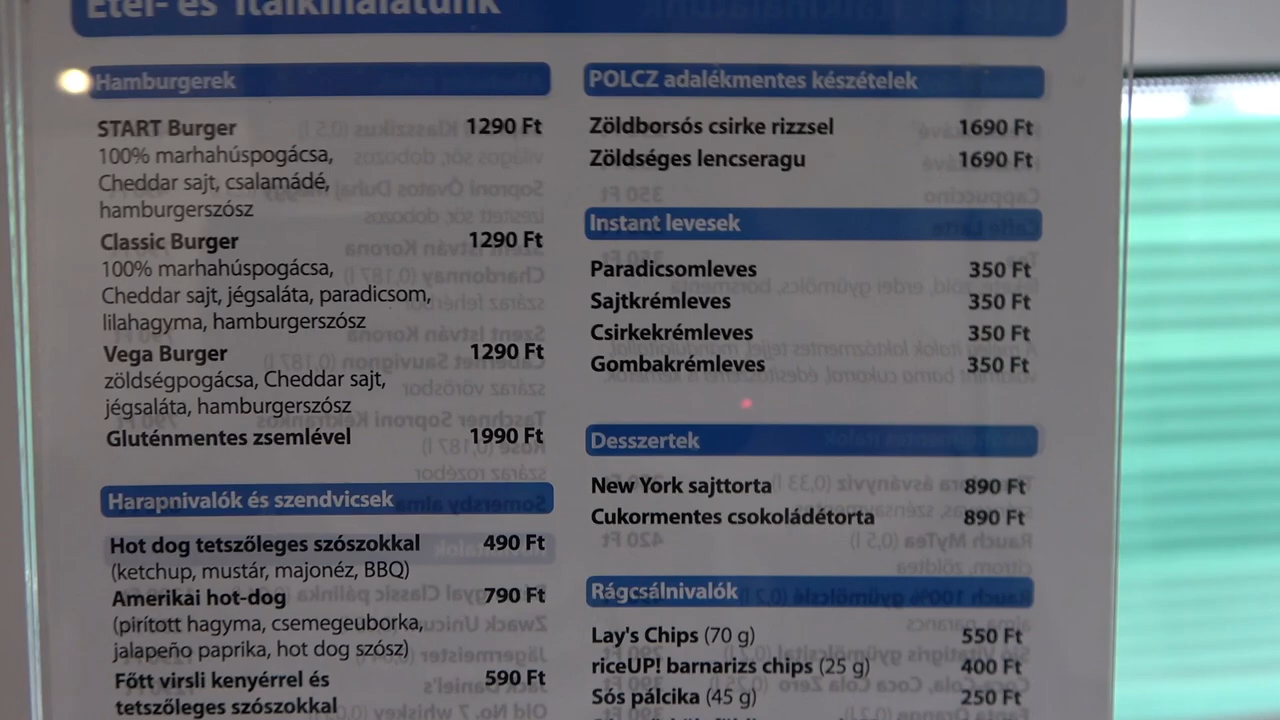 Étel- és italkínálatunk
Hamburgerek
START Burger 1290 Ft
100% marhahúspogácsa,
Cheddar sajt, csalamádé,
hamburgerszósz
Classic Burger 1290 Ft
100% marhahúspogácsa,
Cheddar sajt, jégsaláta, paradicsom,
lilahagyma, hamburgerszósz
Vega Burger 1290 Ft
zöldségpogácsa, Cheddar sajt,
jégsaláta, hamburgerszósz
Gluténmentes zsemlével 1990 Ft
Harapnivalók és szendvicsek
Hot dog tetszőleges szószokkal 490 Ft
(ketchup, mustár, majonéz, BBQ)
Amerikai hot-dog 790 Ft
(pirított hagyma, csemegeuborka,
jalapeño paprika, hot dog szósz)
Főtt virsli kenyérrel és 590 Ft
tetszőleges szószokkal
POLCZ adalékmentes készételek
Zöldborsós csirke rizzsel 1690 Ft
Zöldséges lencseragu 1690 Ft
Instant levesek
Paradicsomleves 350 Ft
Sajtkrémleves 350 Ft
Csirkekrémleves 350 Ft
Gombakrémleves 350 Ft
Desszertek
New York sajttorta 890 Ft
Cukormentes csokoládétorta 890 Ft
Rágcsálnivalók
Lay's Chips (70 g) 550 Ft
riceUP! barnarizs chips (25 g) 400 Ft
Sós pálcika (45 g) 250 Ft